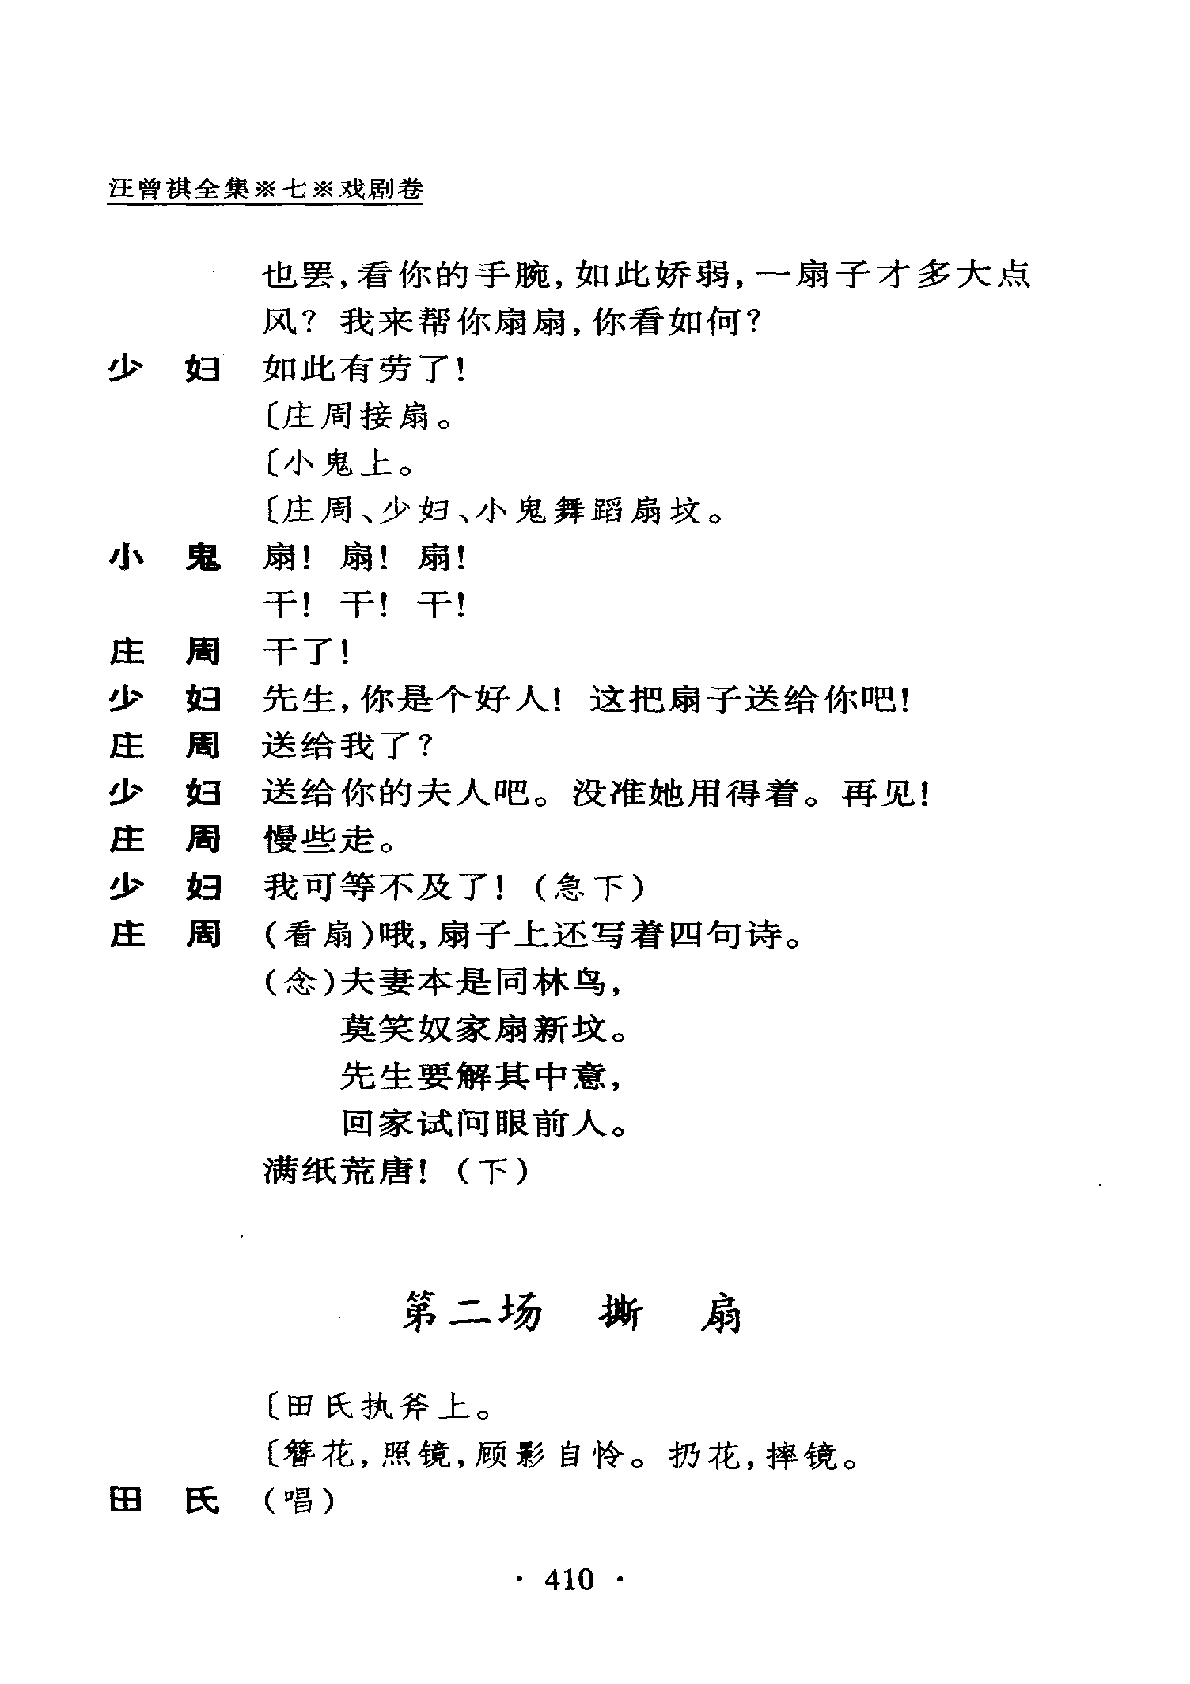 汪曾祺全集※七※戏剧卷
也罢,看你的手腕,如此娇弱,一扇子才多大点
风? 我来帮你扇扇,你看如何?
少 妇 如此有劳了!
〔庄周接扇。
〔小鬼上。
〔庄周、少妇、小鬼舞蹈扇坟。
小 鬼 扇! 扇! 扇!
干! 干! 干!
庄 周 干了!
少 妇 先生,你是个好人! 这把扇子送给你吧!
庄 周 送给我了?
少 妇 送给你的夫人吧。没准她用得着。再见!
庄 周 慢些走。
少 妇 我可等不及了! (急下)
庄 周 (看扇)哦,扇子上还写着四句诗。
(念)夫妻本是同林鸟,
莫笑奴家扇新坟。
先生要解其中意,
回家试问眼前人。
满纸荒唐! (下)
第二场 撕 扇
〔田氏执斧上。
〔簪花,照镜,顾影自怜。扔花,摔镜。
田 氏 (唱)
· 410 ·